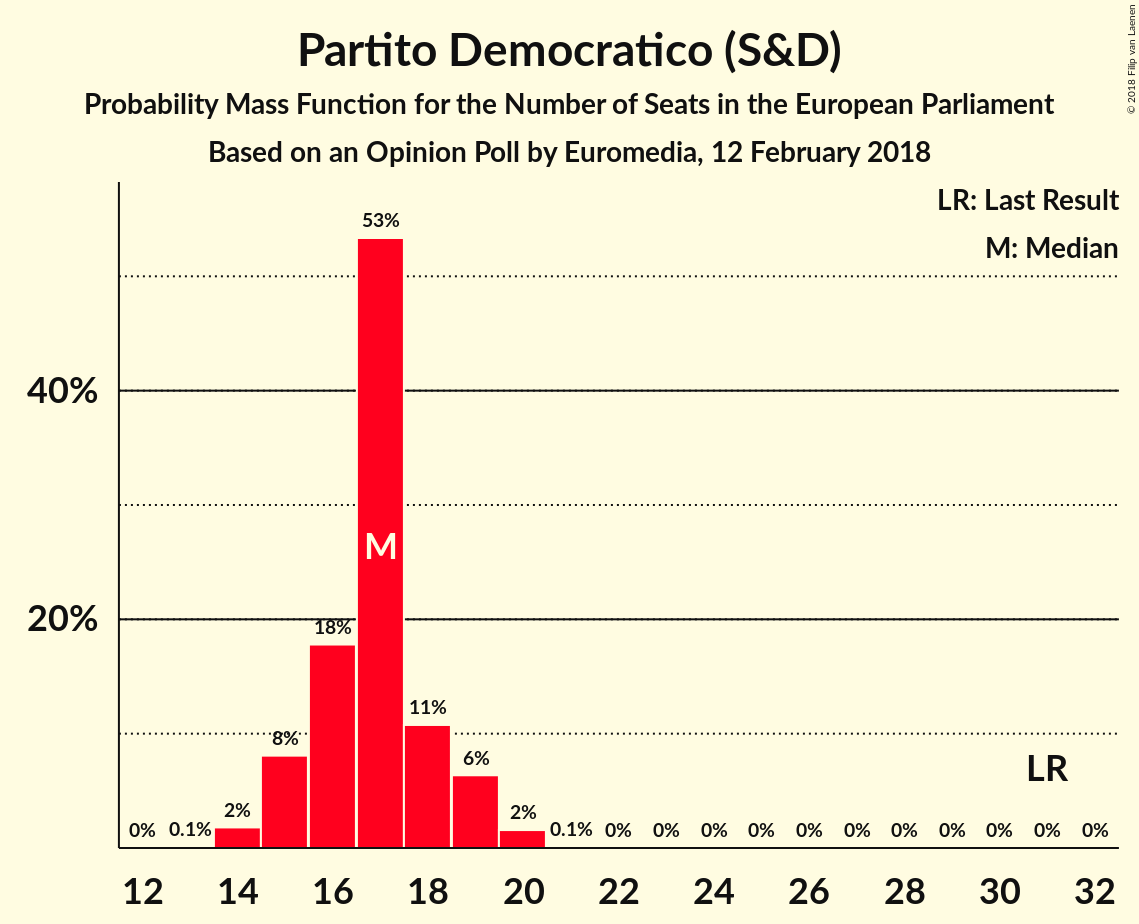 Partito Democratico (S&D)
Probability Mass Function for the Number of Seats in the European Parliament
Based on an Opinion Poll by Euromedia, 12 February 2018
© 2018 Filip van Laenen
LR: Last Result
M: Median
53%
40%
M
20%
18%
11%
8%
6%
LR
2%
2%
0% 0.1% 0.1% 0% 0% 0% 0% 0% 0% 0% 0% 0% 0% 0%
12 14 16 18 20 22 24 26 28 30 32